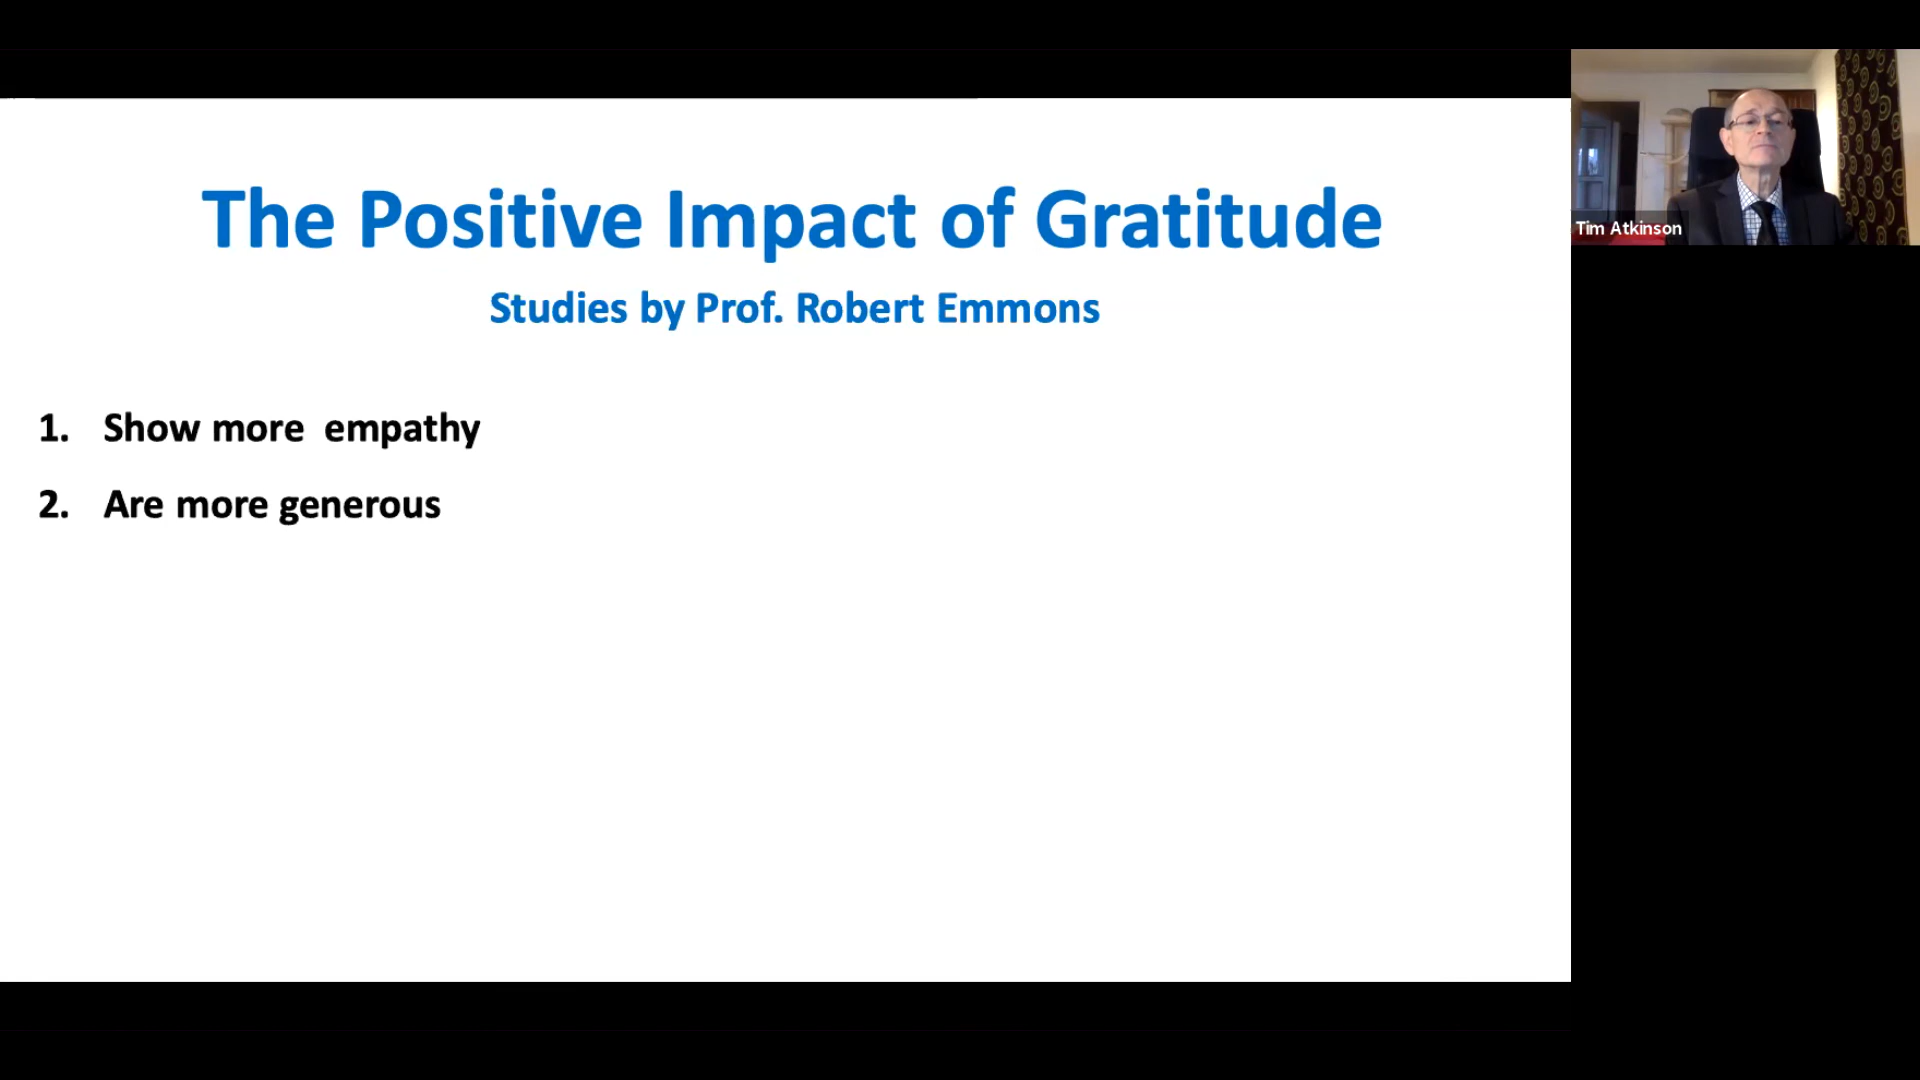 The Positive Impact of Gratitude
Studies by Prof. Robert Emmons
1. Show more empathy
2. Are more generous
Tim Atkinson